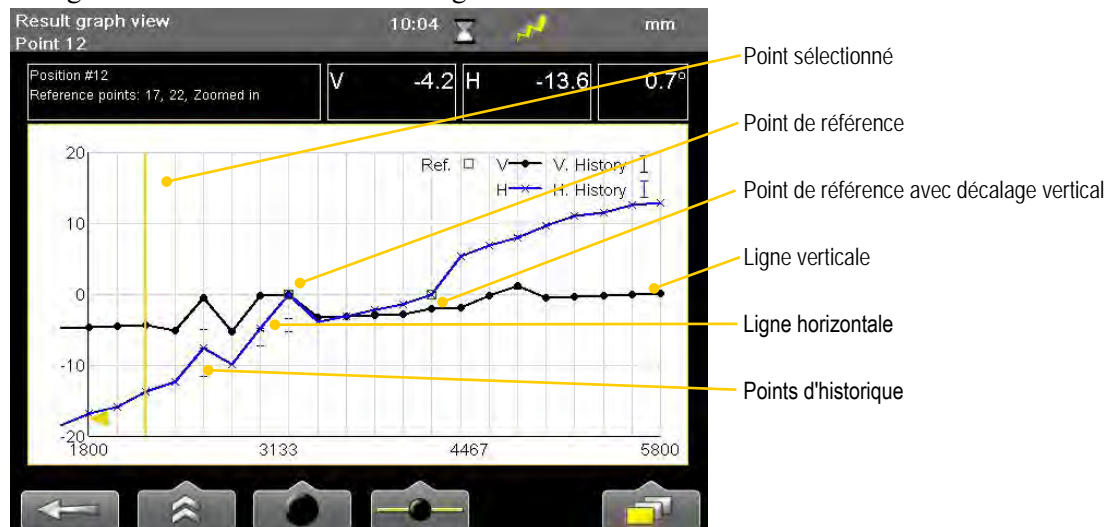 Result graph view 10:04 mm
Point 12
Position #12
Reference points: 17, 22, Zoomed in
V -4.2 H -13.6 0.7°
Point sélectionné
Point de référence
Point de référence avec décalage vertical
Ligne verticale
Ligne horizontale
Points d'historique
Ref. V V. History
H H. History
20
10
0
-10
-20
1800 3133 4467 5800